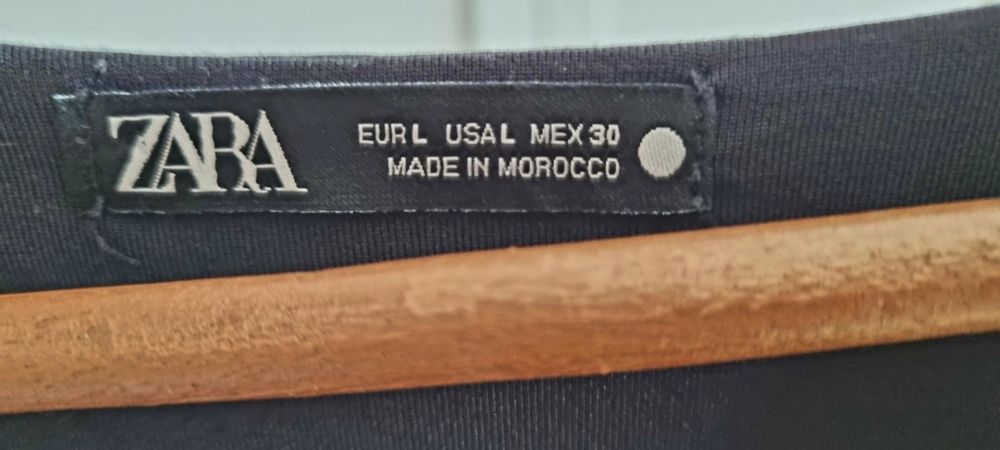 ZARA
EUR L USA L MEX 30
MADE IN MOROCCO